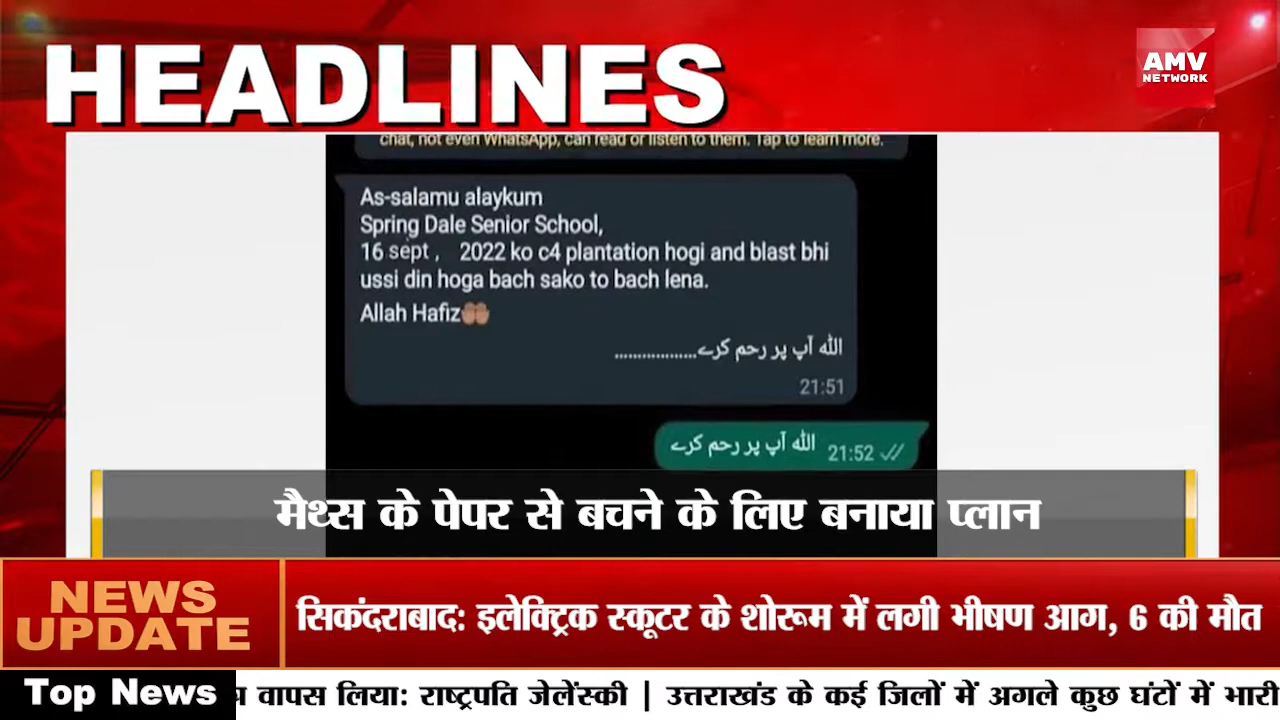 HEADLINES
AMV
NETWORK
chat, not even WhatsApp, can read or listen to them. Tap to learn more.
As-salamu alaykum
Spring Dale Senior School,
16 sept , 2022 ko c4 plantation hogi and blast bhi
ussi din hoga bach sako to bach lena.
Allah Hafiz🤲🏽
اللہ آپ پر رحم کرے.................
21:51
اللہ آپ پر رحم کرے
21:52
मैथ्स के पेपर से बचने के लिए बनाया प्लान
NEWS
UPDATE
सिकंदराबाद: इलेक्ट्रिक स्कूटर के शोरूम में लगी भीषण आग, 6 की मौत
Top News
वापस लिया: राष्ट्रपति जेलेंस्की | उत्तराखंड के कई जिलों में अगले कुछ घंटों में भारी